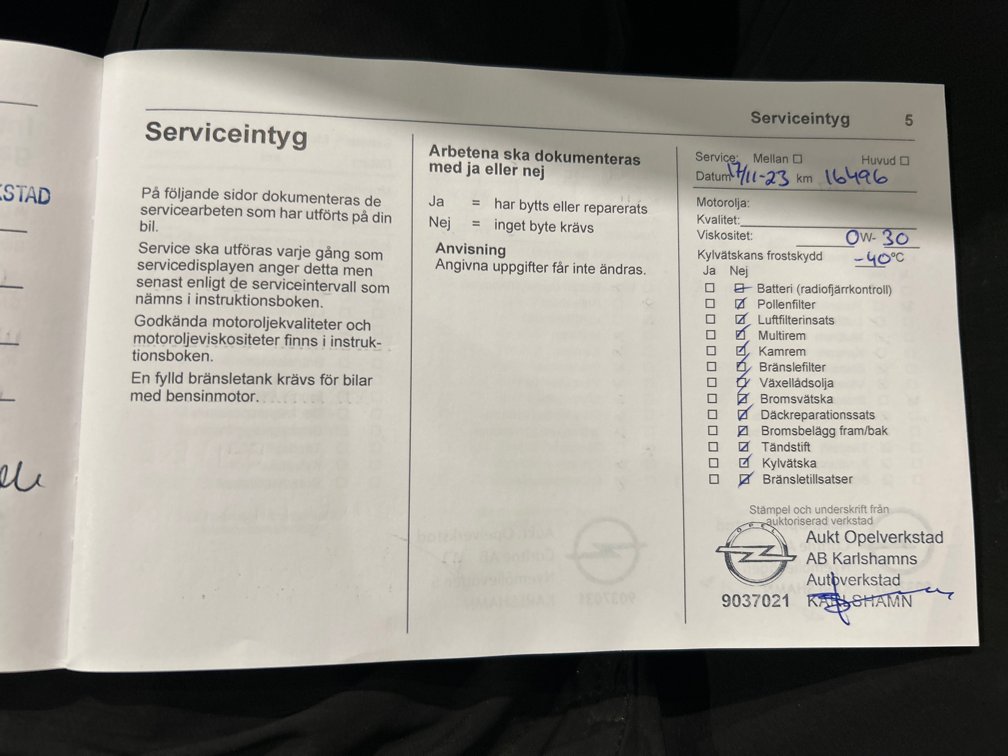 KSTAD
Serviceintyg
På följande sidor dokumenteras de
servicearbeten som har utförts på din
bil.
Service ska utföras varje gång som
servicedisplayen anger detta men
senast enligt de serviceintervall som
nämns i instruktionsboken.
Godkända motoroljekvaliteter och
motoroljeviskositeter finns i instruk-
tionsboken.
En fylld bränsletank krävs för bilar
med bensinmotor.
Arbetena ska dokumenteras
med ja eller nej
Ja = har bytts eller reparerats
Nej = inget byte krävs
Anvisning
Angivna uppgifter får inte ändras.
Serviceintyg 5
Service: Mellan Huvud
Datum 17/11-23 km 16496
Motorolja:
Kvalitet:
Viskositet: 0W-30
Kylvätskans frostskydd -40°C
Ja Nej
Batteri (radiofjärrkontroll)
Pollenfilter
Luftfilterinsats
Multirem
Kamrem
Bränslefilter
Växellådsolja
Bromsvätska
Däckreparationssats
Bromsbelägg fram/bak
Tändstift
Kylvätska
Bränsletillsatser
Stämpel och underskrift från
auktoriserad verkstad
OPEL
Aukt Opelverkstad
AB Karlshamns
Autoverkstad
9037021 KARLSHAMN